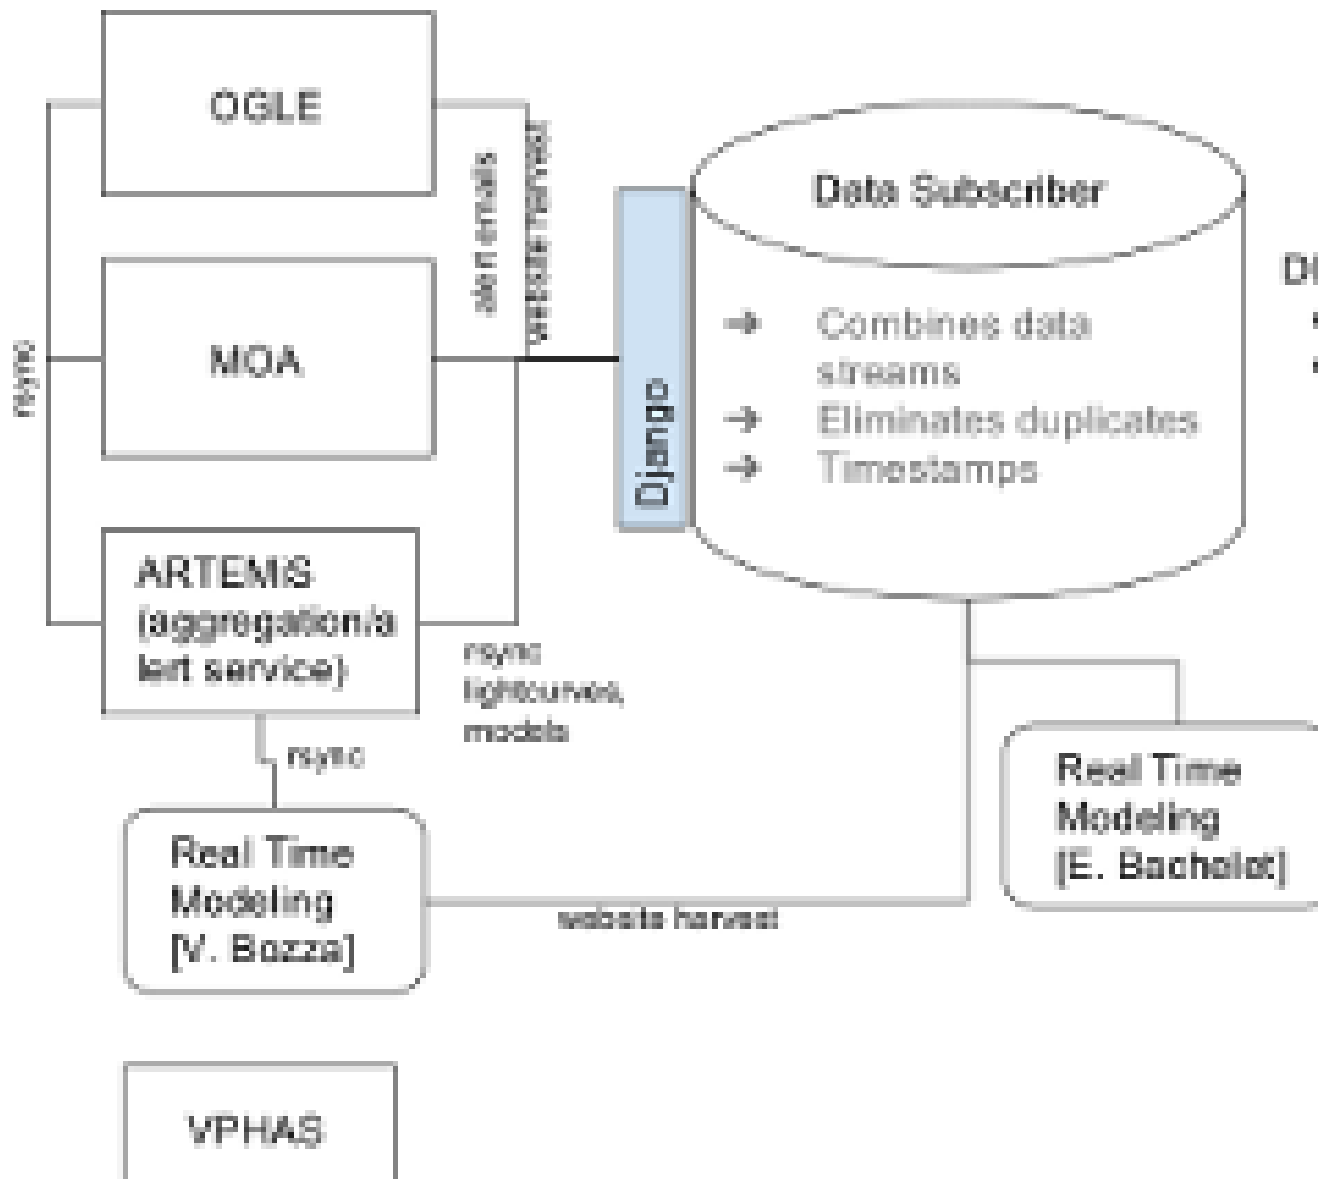 OGLE
alert emails
website harvest
Data Subscriber
MOA
rsync
Django
→ Combines data
streams
→ Eliminates duplicates
→ Timestamps
ARTEMiS
(aggregation/a
lert service)
rsync
lightcurves,
models
rsync
Real Time
Modeling
[E. Bachelet]
Real Time
Modeling
[V. Bozza]
website harvest
VPHAS